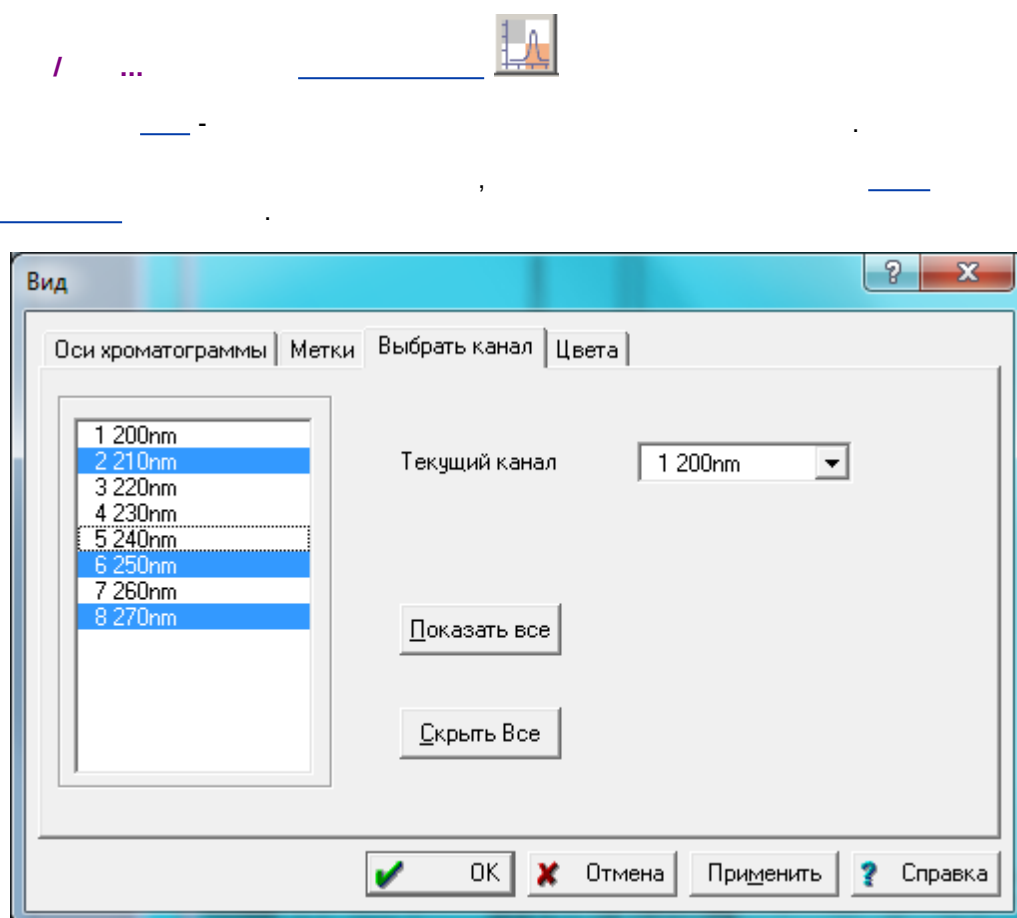 / ...
-                .
,
.
Вид
Оси хроматограммы Метки Выбрать канал Цвета
1 200nm
2 210nm
3 220nm
4 230nm
5 240nm
6 250nm
7 260nm
8 270nm
Текущий канал 1 200nm
Показать все
Скрыть Все
OK Отмена Применить ? Справка